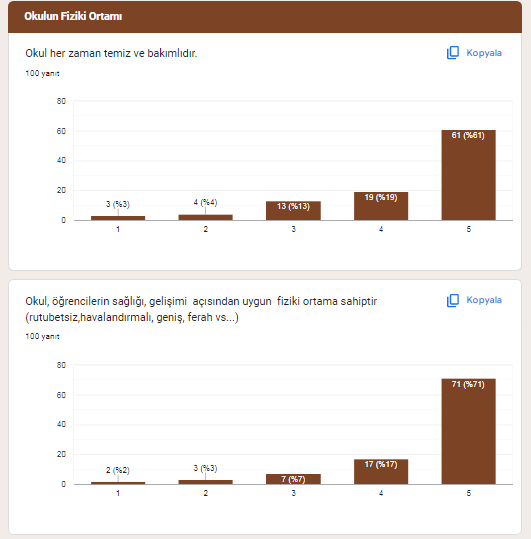 Okulun Fiziki Ortamı
Okul her zaman temiz ve bakımlıdır.
Kopyala
100 yanıt
80
60
40
20
0
3 (%3)
4 (%4)
13 (%13)
19 (%19)
61 (%61)
1 2 3 4 5
Okul, öğrencilerin sağlığı, gelişimi açısından uygun fiziki ortama sahiptir
Kopyala
(rutubetsiz,havalandırmalı, geniş, ferah vs...)
100 yanıt
80
60
40
20
0
2 (%2)
3 (%3)
7 (%7)
17 (%17)
71 (%71)
1 2 3 4 5